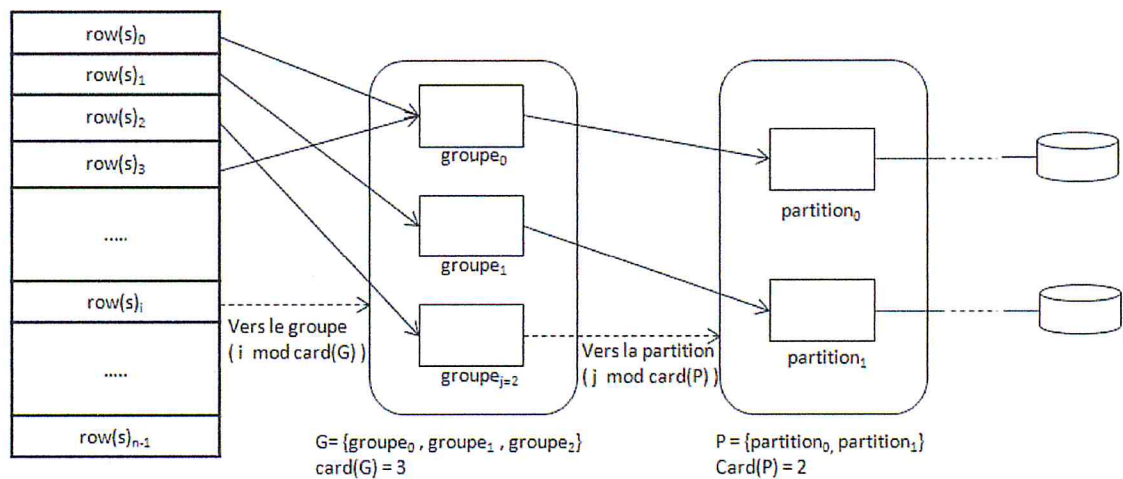 row(s)₀
row(s)₁
row(s)₂
row(s)₃
.....
row(s)ᵢ
.....
row(s)ₙ₋₁
Vers le groupe
( i mod card(G) )
groupe₀
groupe₁
groupeⱼ₌₂
G= {groupe₀ , groupe₁ , groupe₂}
card(G) = 3
Vers la partition
( j mod card(P) )
partition₀
partition₁
P = {partition₀, partition₁}
Card(P) = 2